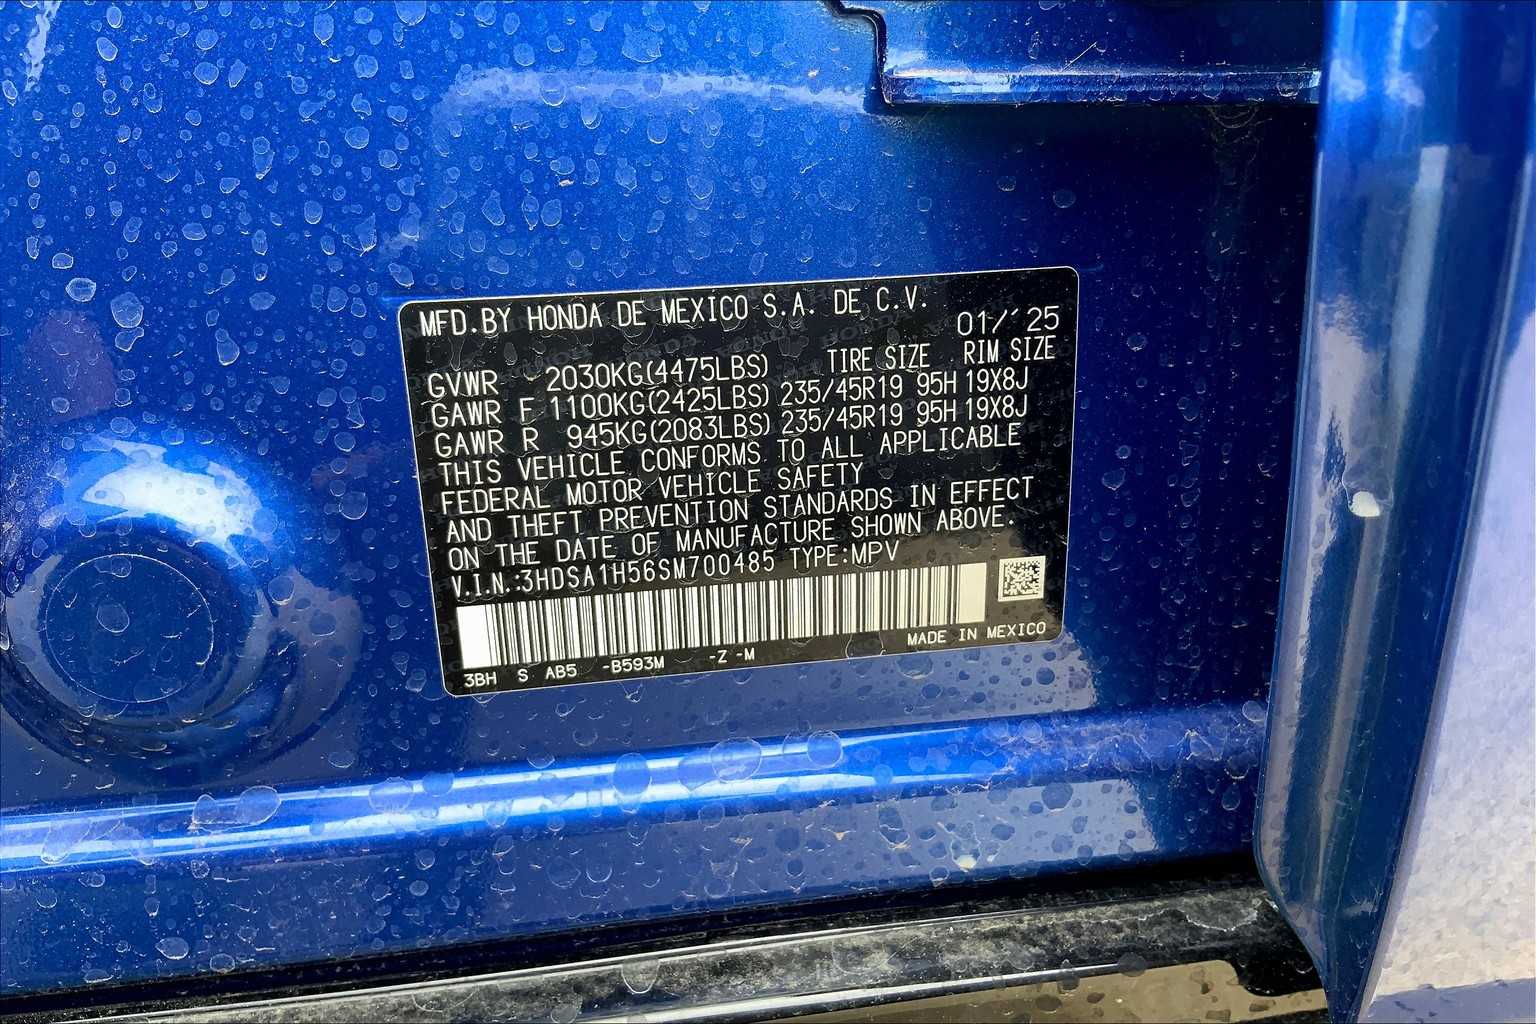 MFD.BY HONDA DE MEXICO S.A. DE C.V.
01/'25
TIRE SIZE RIM SIZE
GVWR 2030KG(4475LBS)
GAWR F 1100KG(2425LBS) 235/45R19 95H 19X8J
GAWR R 945KG(2083LBS) 235/45R19 95H 19X8J
THIS VEHICLE CONFORMS TO ALL APPLICABLE
FEDERAL MOTOR VEHICLE SAFETY
AND THEFT PREVENTION STANDARDS IN EFFECT
ON THE DATE OF MANUFACTURE SHOWN ABOVE.
V.I.N.:3HDSA1H56SM700485 TYPE:MPV
MADE IN MEXICO
3BH S AB5 -B593M -Z -M